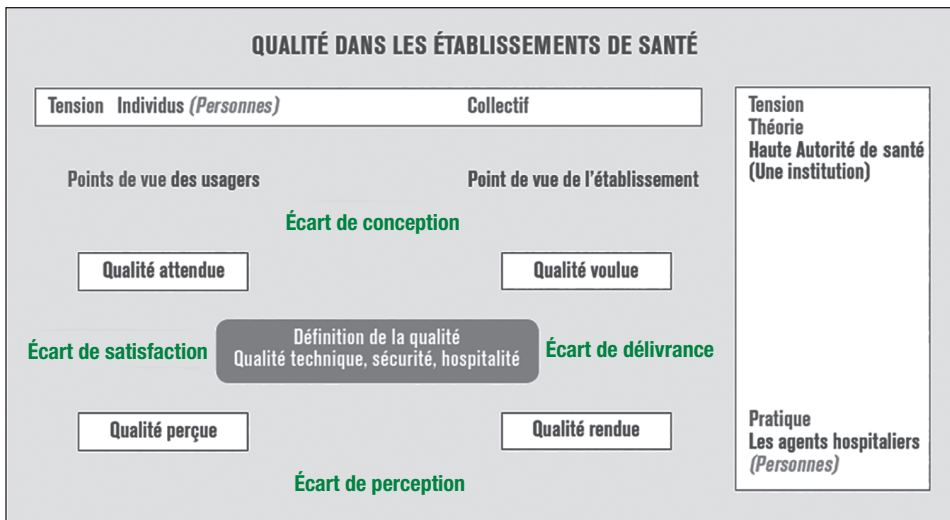 QUALITÉ DANS LES ÉTABLISSEMENTS DE SANTÉ
Tension Individus (Personnes) Collectif
Points de vue des usagers Point de vue de l'établissement
Écart de conception
Qualité attendue Qualité voulue
Écart de satisfaction
Définition de la qualité
Qualité technique, sécurité, hospitalité
Écart de délivrance
Qualité perçue Qualité rendue
Écart de perception
Tension
Théorie
Haute Autorité de santé
(Une institution)
Pratique
Les agents hospitaliers
(Personnes)